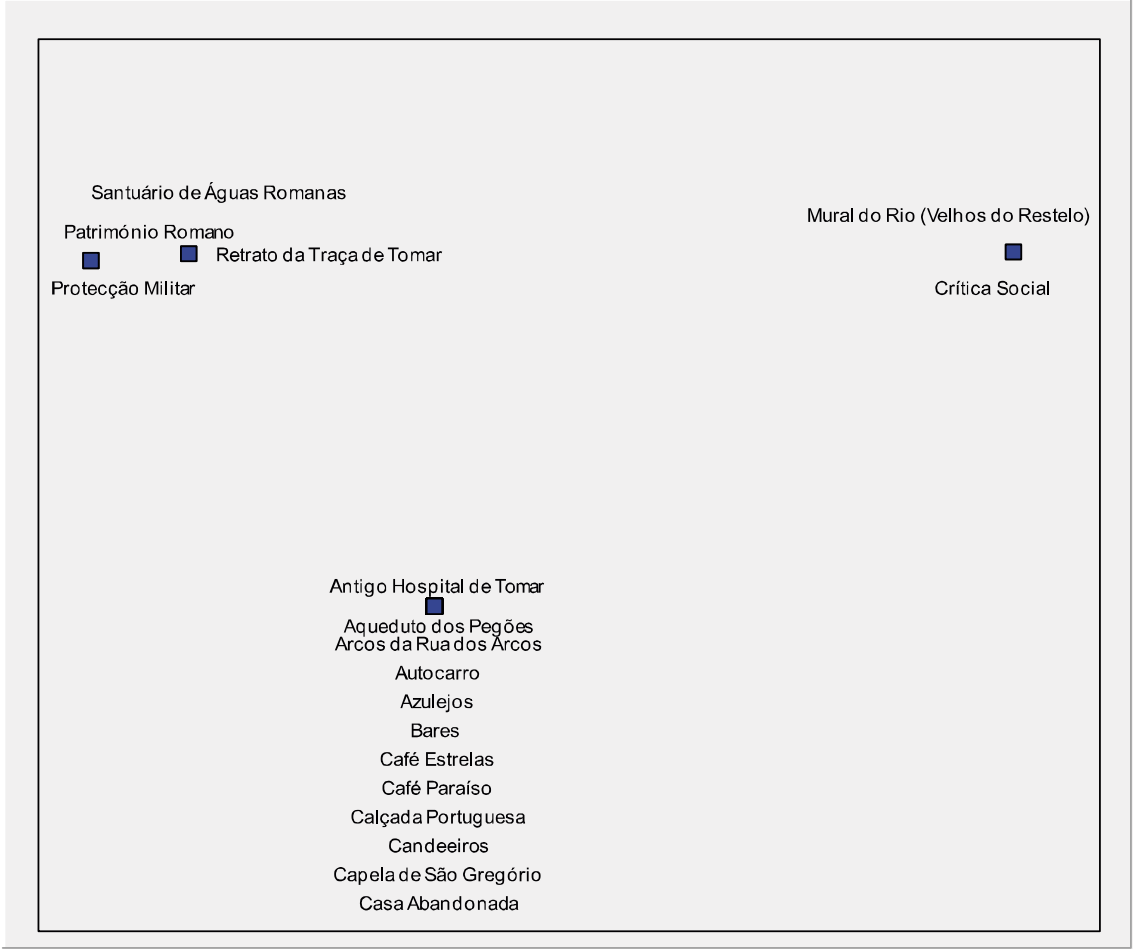 Santuário de Águas Romanas
Mural do Rio (Velhos do Restelo)
Património Romano
Retrato da Traça de Tomar
Protecção Militar
Crítica Social
Antigo Hospital de Tomar
Aqueduto dos Pegões
Arcos da Rua dos Arcos
Autocarro
Azulejos
Bares
Café Estrelas
Café Paraíso
Calçada Portuguesa
Candeeiros
Capela de São Gregório
Casa Abandonada